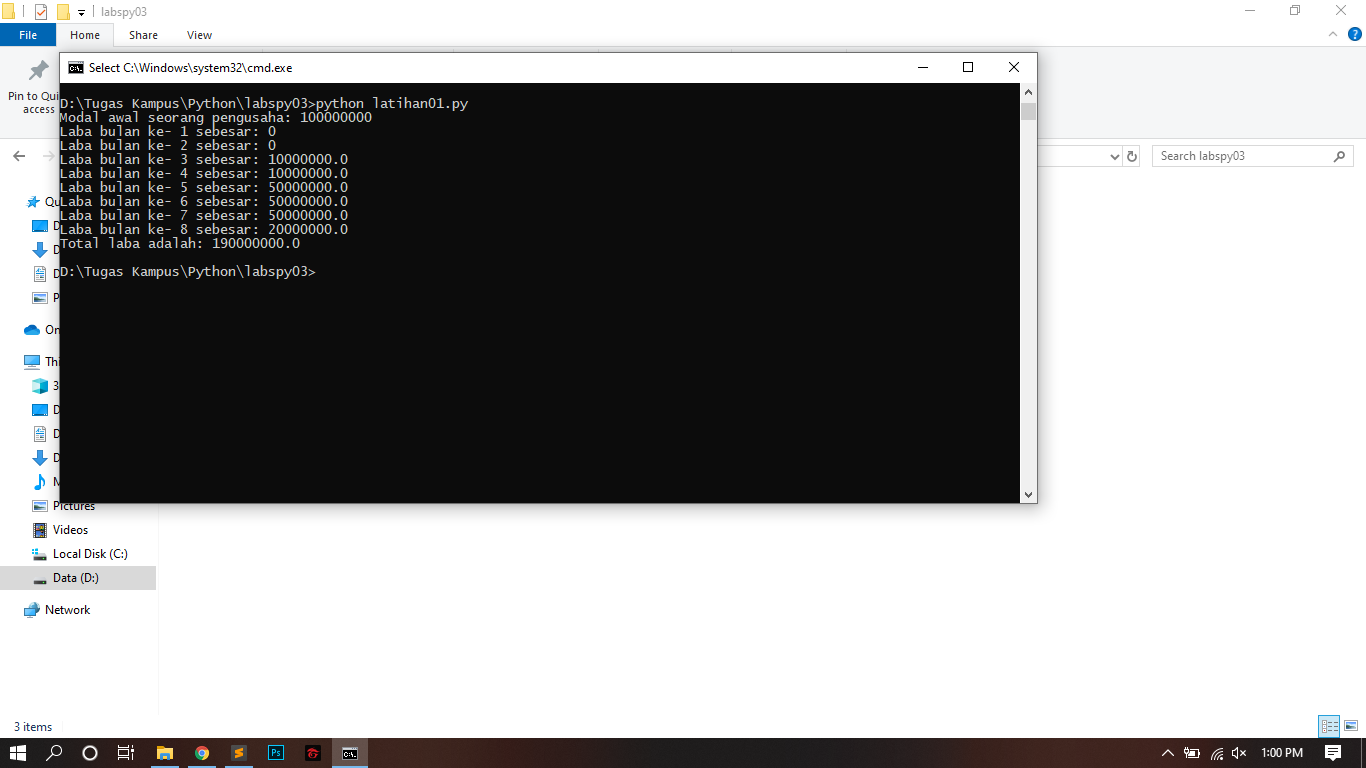 labspy03
File Home Share View
Select C:\Windows\system32\cmd.exe
Pin to Qui
access
D:\Tugas Kampus\Python\labspy03>python latihan01.py
Modal awal seorang pengusaha: 100000000
Laba bulan ke- 1 sebesar: 0
Laba bulan ke- 2 sebesar: 0
Laba bulan ke- 3 sebesar: 10000000.0
Laba bulan ke- 4 sebesar: 10000000.0
Laba bulan ke- 5 sebesar: 50000000.0
Laba bulan ke- 6 sebesar: 50000000.0
Laba bulan ke- 7 sebesar: 50000000.0
Laba bulan ke- 8 sebesar: 20000000.0
Total laba adalah: 190000000.0
D:\Tugas Kampus\Python\labspy03>
Search labspy03
Qu
D
D
D
P
On
Thi
3
D
D
D
M
Pictures
Videos
Local Disk (C:)
Data (D:)
Network
3 items
Ps
1:00 PM